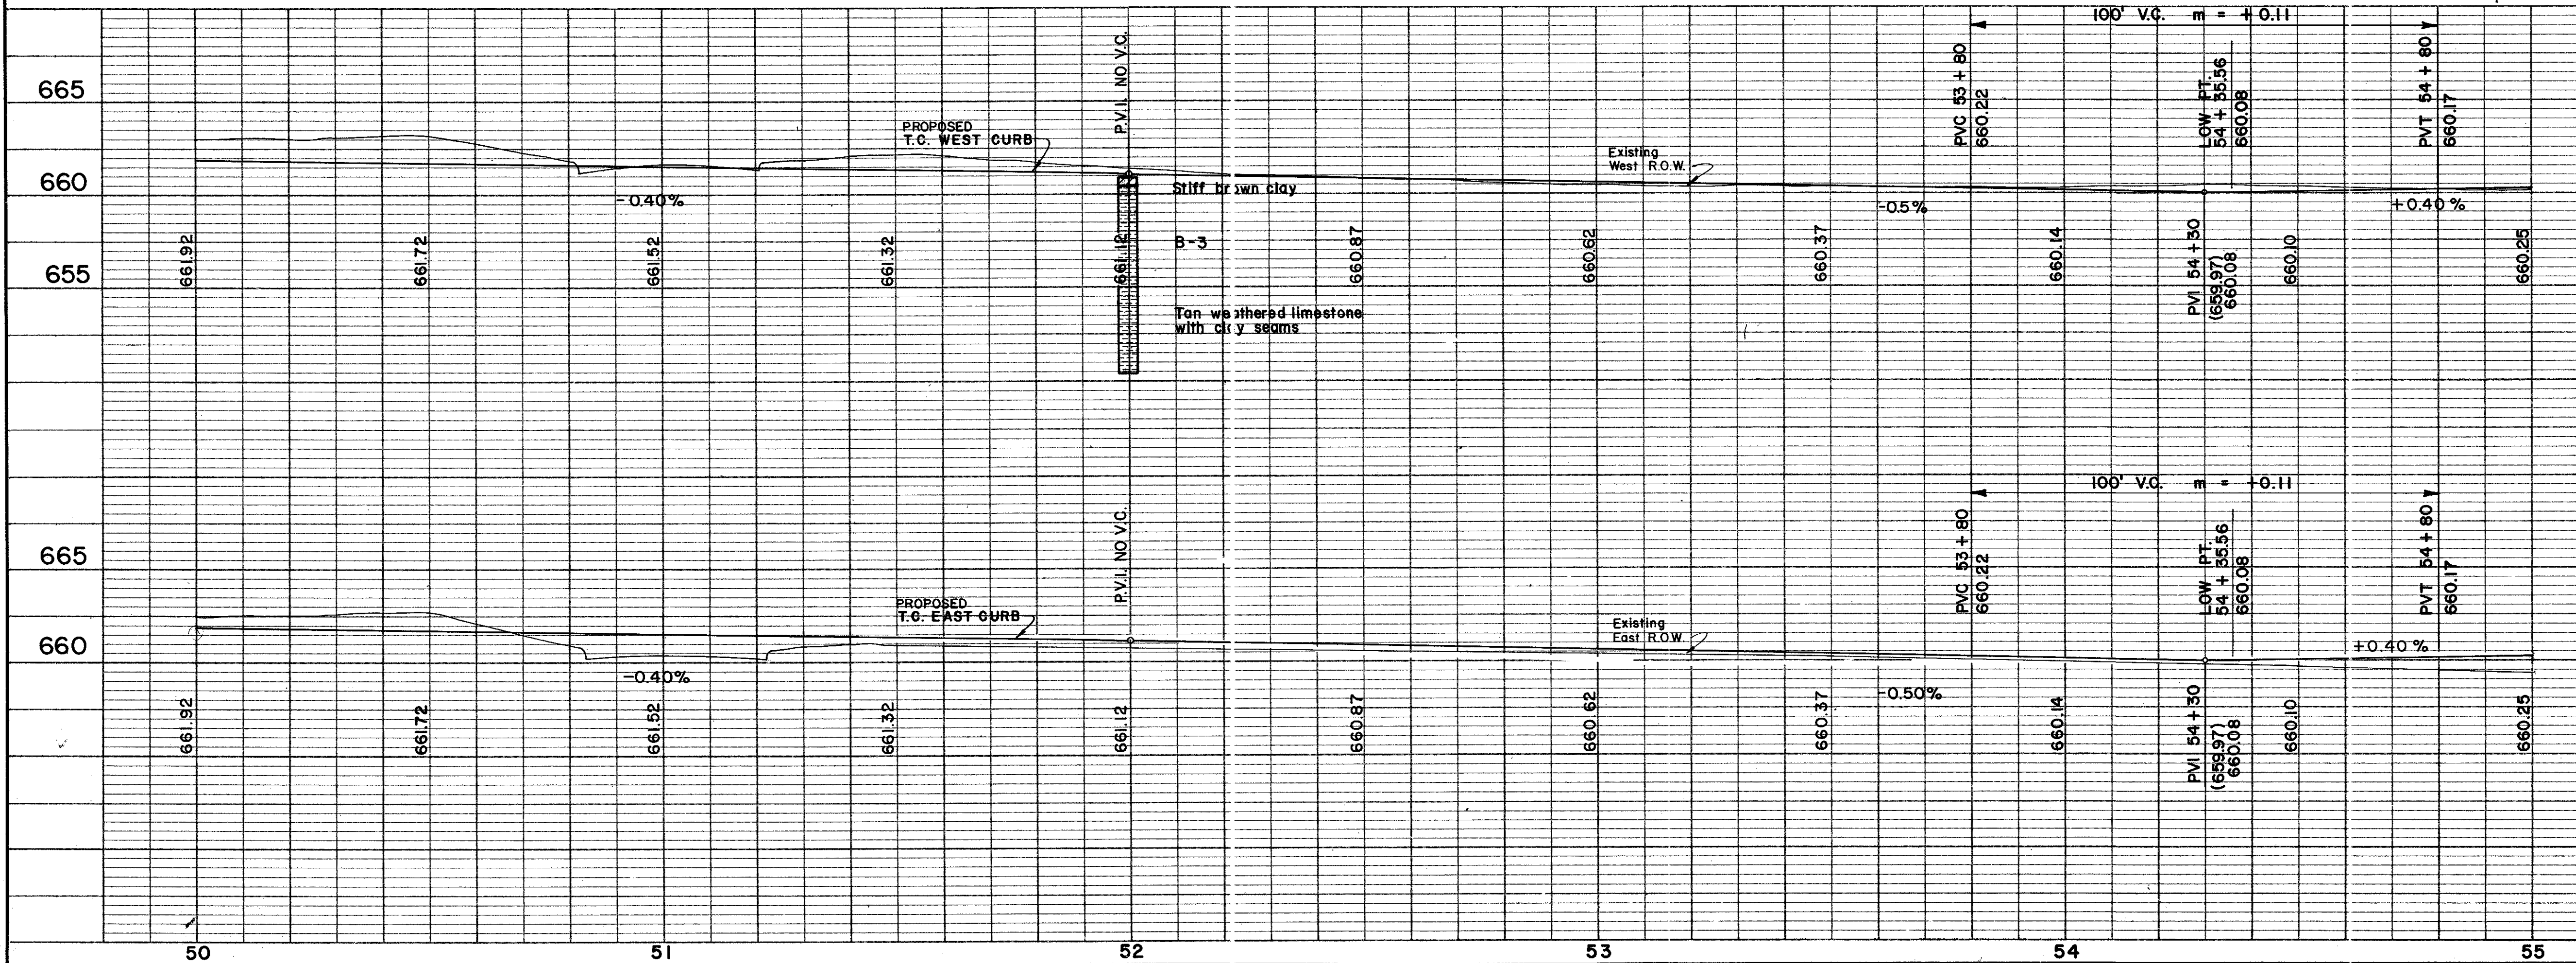 100' V.C. m = + 0.11
P.V.I. NO V.C.
PVC 53 + 80
660.22
LOW PT.
54 + 35.56
660.08
PVT 54 + 80
660.17
665
PROPOSED
T.C. WEST CURB
Existing
West R.O.W.
660
Stiff brown clay
-0.40%
-0.5%
+0.40%
B-3
655
661.92
661.72
661.52
661.32
661.12
660.87
660.62
660.37
660.14
PVI 54+30
(659.97)
660.08
660.10
660.25
Tan weathered limestone
with clay seams
100' V.C. m = +0.11
P.V.I. NO V.C.
PVC 53+80
660.22
LOW PT.
54 + 35.56
660.08
PVT 54+80
660.17
665
PROPOSED
T.C. EAST CURB
Existing
East R.O.W.
660
+0.40%
-0.40%
-0.50%
661.92
661.72
661.52
661.32
661.12
660.87
660.62
660.37
660.14
PVI 54+30
(659.97)
660.08
660.10
660.25
50 51 52 53 54 55